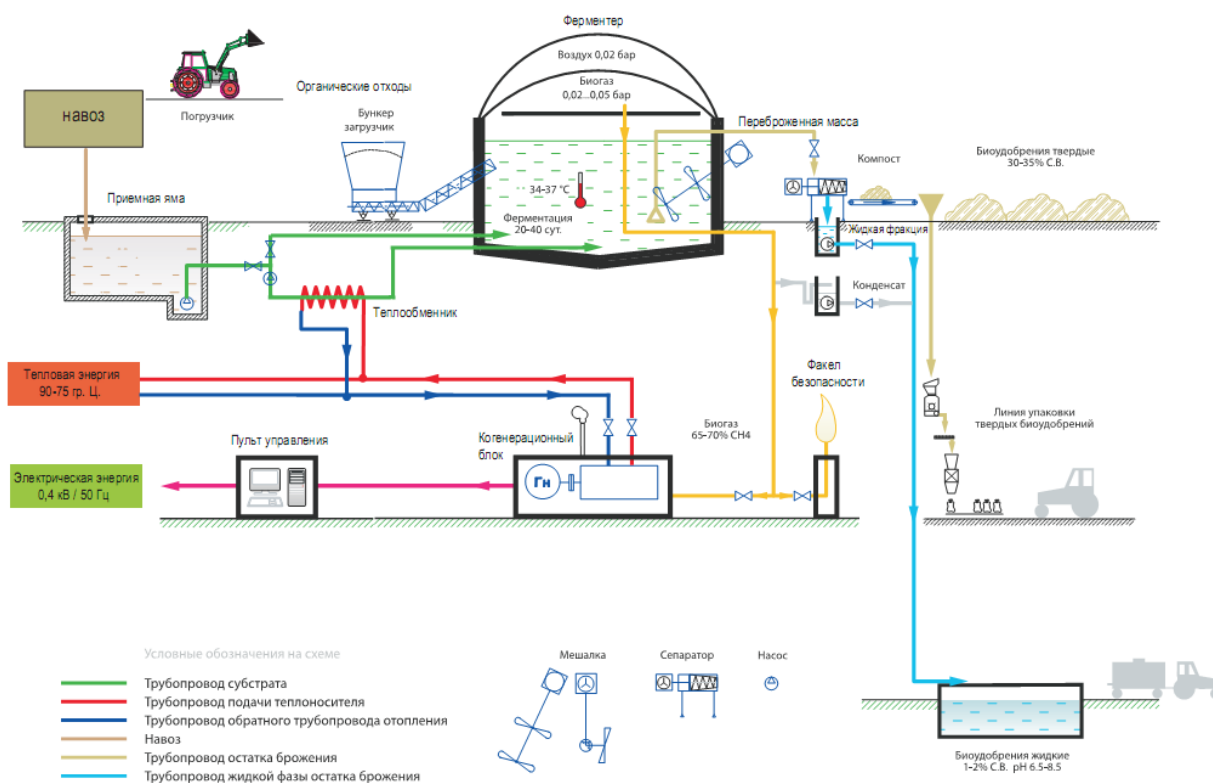 Ферментер
Воздух 0,02 бар
Биогаз
0,02...0,05 бар
Органические отходы
навоз
Погрузчик
Бункер
загрузчик
Переброженная масса
Компост
Биоудобрения твердые
30-35% С.В.
34-37 °C
Приемная яма
Ферментация
20-40 сут.
Жидкая фракция
Конденсат
Теплообменник
Тепловая энергия
90-75 гр. Ц.
Факел
безопасности
Биогаз
65-70% CH4
Линия упаковки
твердых биоудобрений
Пульт управления
Когенерационный
блок
Гн
Электрическая энергия
0,4 кВ / 50 Гц
Условные обозначения на схеме
Мешалка
Сепаратор
Насос
Трубопровод субстрата
Трубопровод подачи теплоносителя
Трубопровод обратного трубопровода отопления
Навоз
Трубопровод остатка брожения
Трубопровод жидкой фазы остатка брожения
Биоудобрения жидкие
1-2% С.В. pH 6.5-8.5